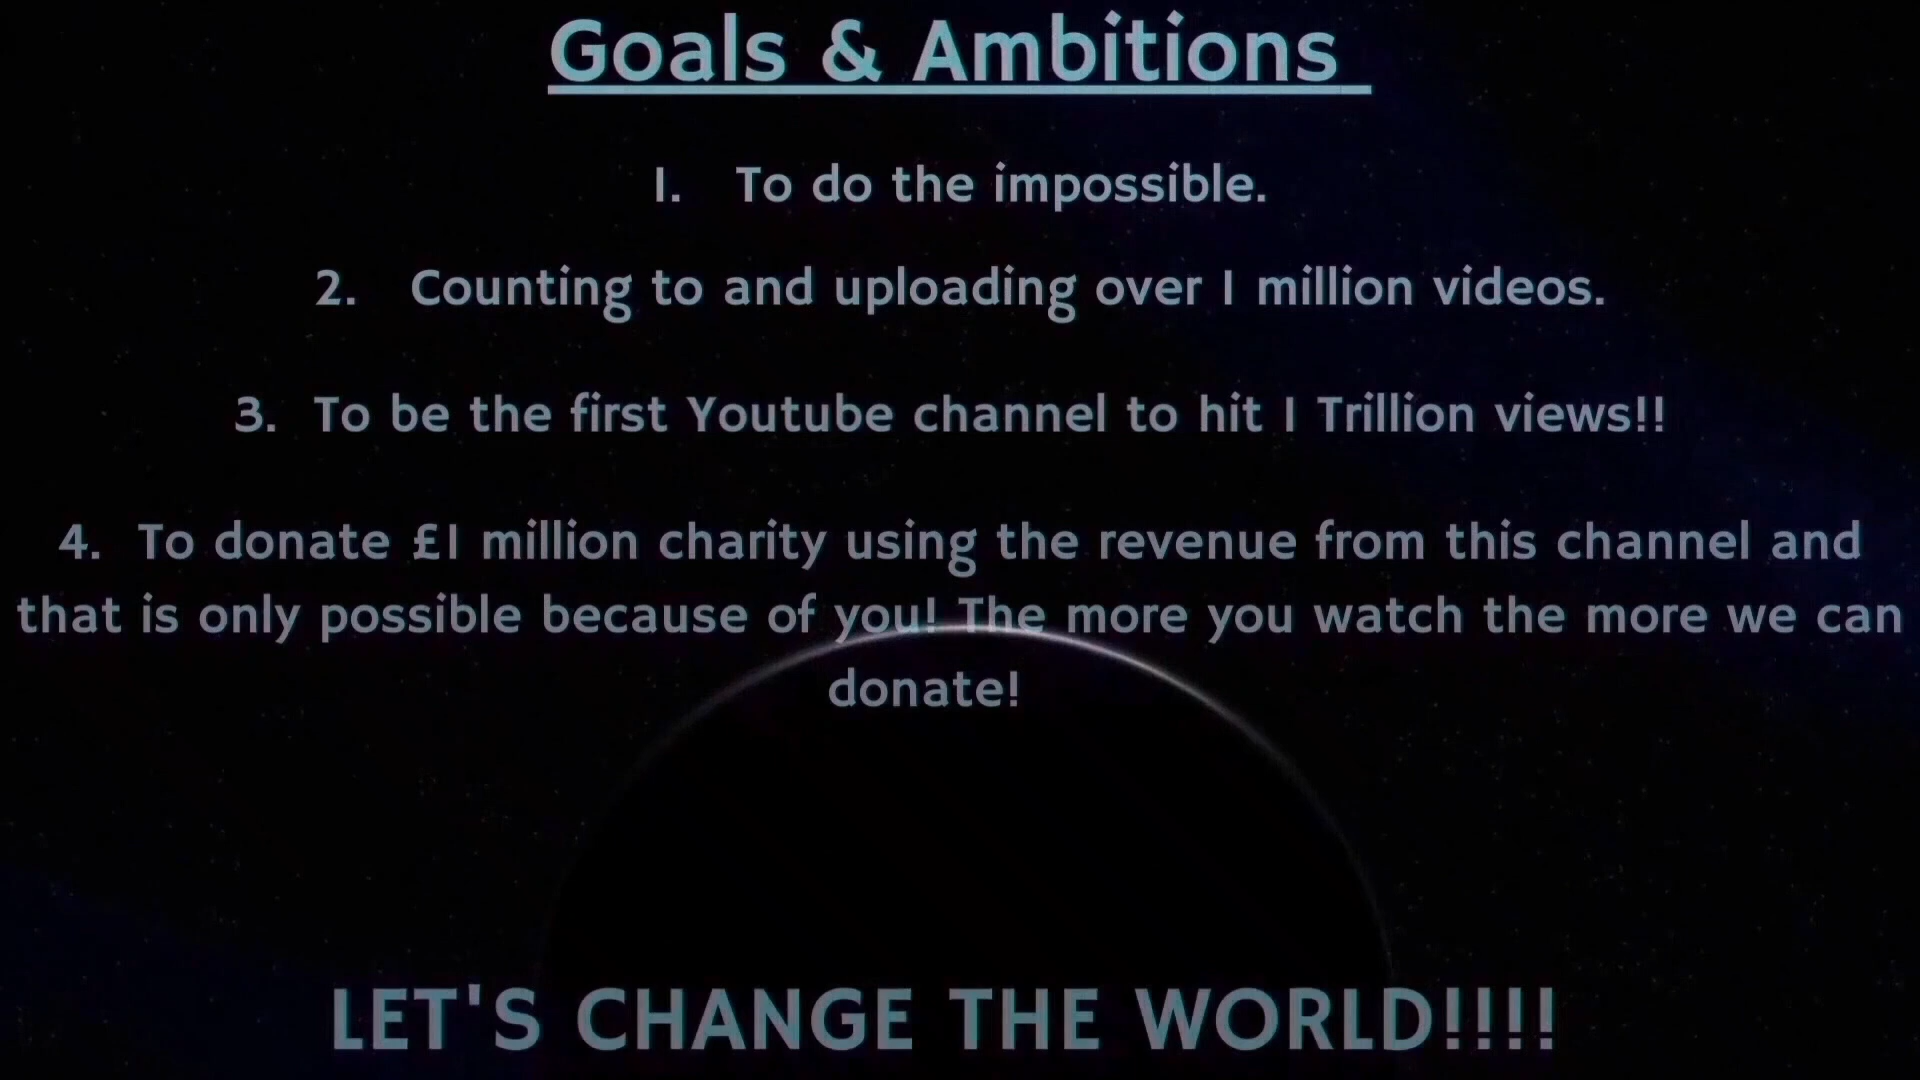 Goals & Ambitions
1. To do the impossible.
2. Counting to and uploading over 1 million videos.
3. To be the first Youtube channel to hit 1 Trillion views!!
4. To donate £1 million charity using the revenue from this channel and
that is only possible because of you! The more you watch the more we can
donate!
LET'S CHANGE THE WORLD!!!!